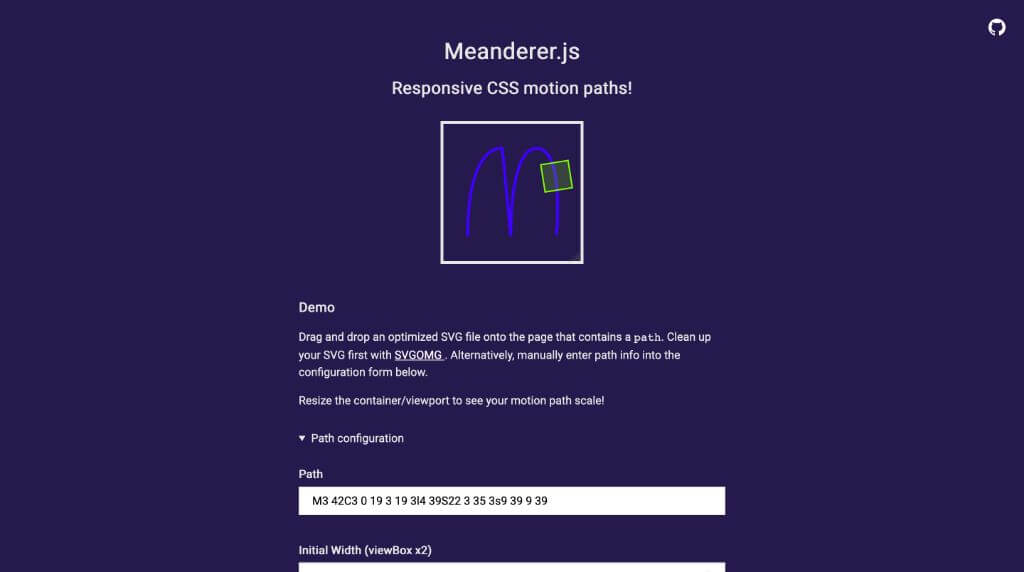 Meanderer.js
Responsive CSS motion paths!
Demo
Drag and drop an optimized SVG file onto the page that contains a path. Clean up
your SVG first with SVGOMG . Alternatively, manually enter path info into the
configuration form below.
Resize the container/viewport to see your motion path scale!
▼ Path configuration
Path
M3 42C3 0 19 3 19 3l4 39S22 3 35 3s9 39 9 39
Initial Width (viewBox x2)